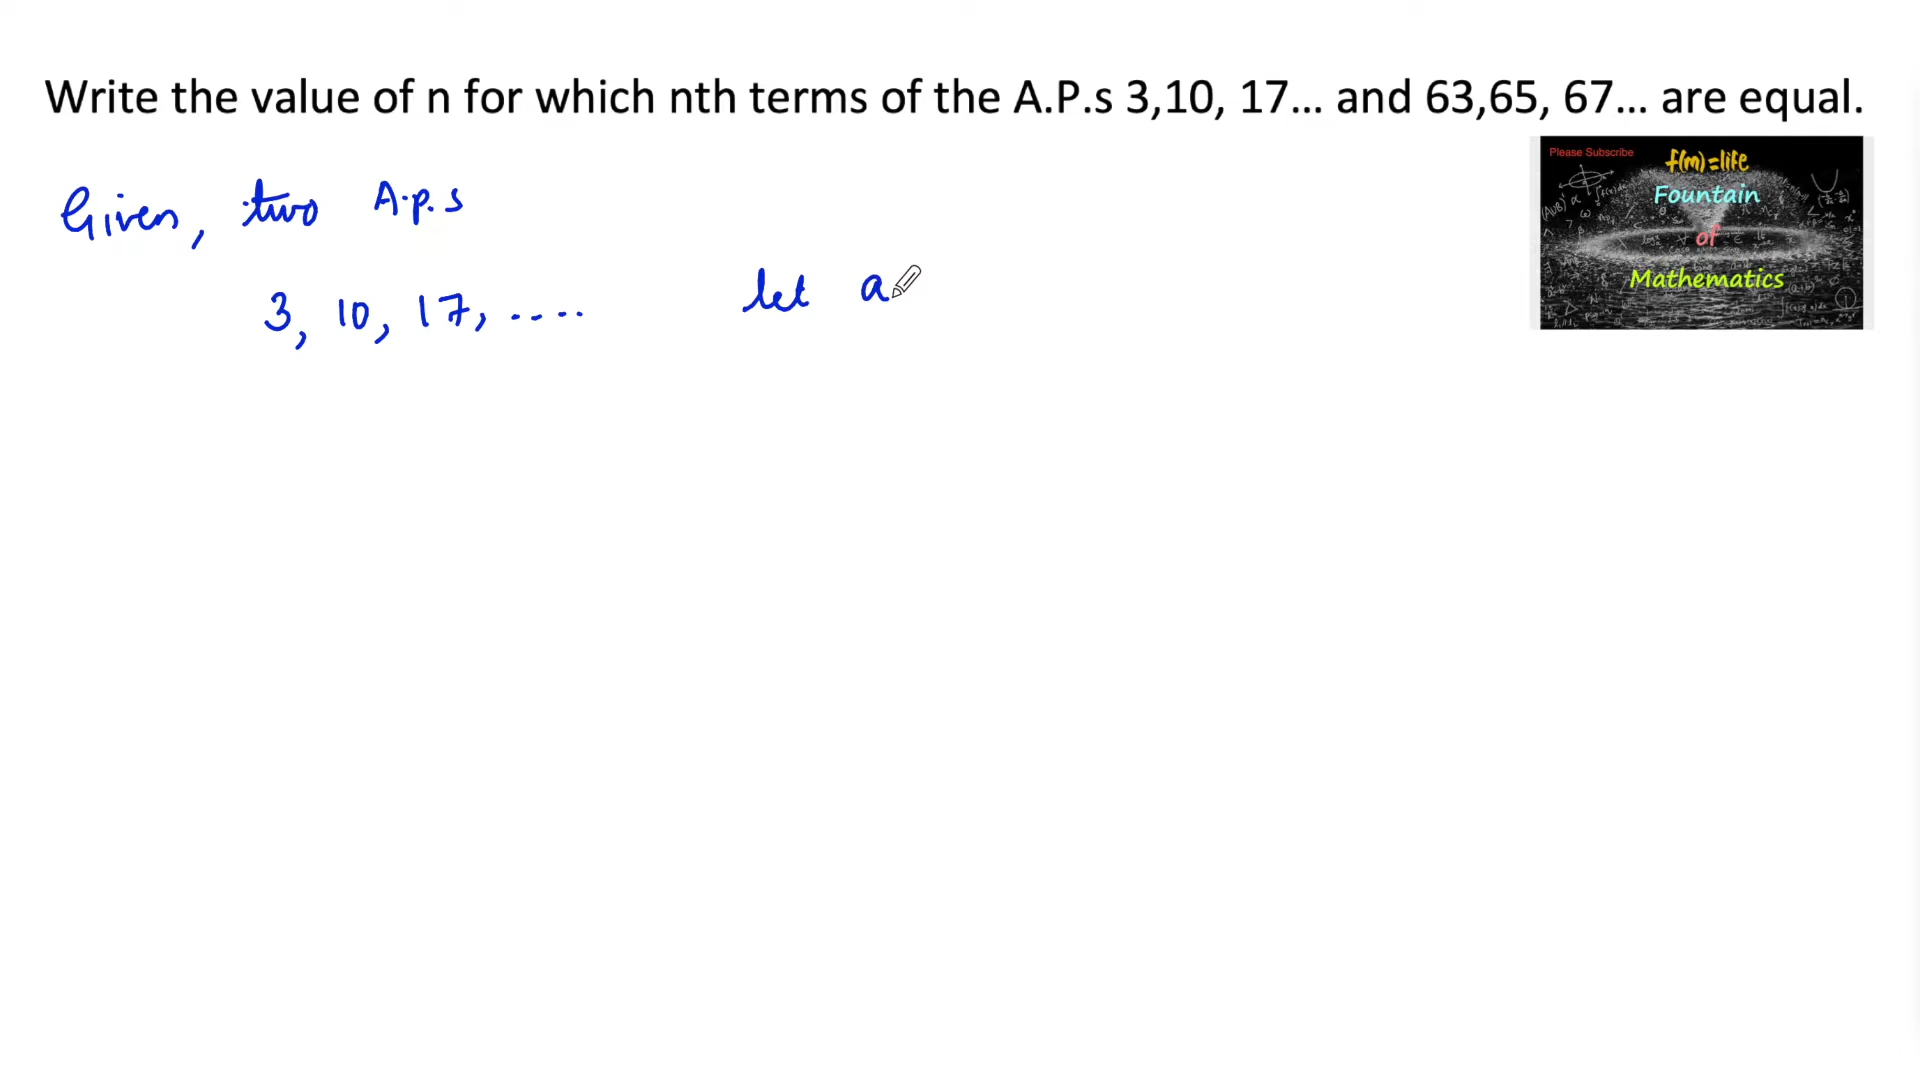 Write the value of n for which nth terms of the A.P.s 3,10, 17... and 63,65, 67... are equal.
Please Subscribe
f(m)=life
Fountain
of
Mathematics
Given, two A.p.s
3, 10, 17, ....
let a